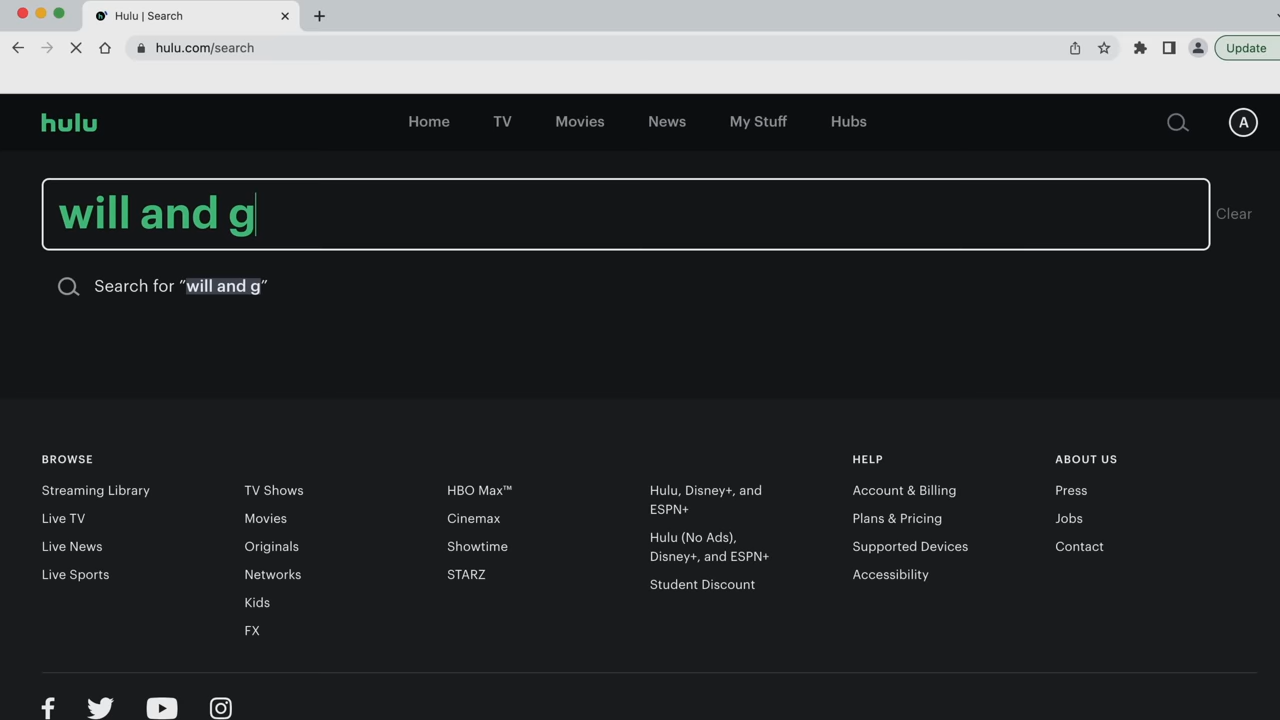 Hulu | Search
hulu.com/search
Update
hulu
Home TV Movies News My Stuff Hubs
A
will and g
Clear
Search for "will and g"
BROWSE
Streaming Library
Live TV
Live News
Live Sports
TV Shows
Movies
Originals
Networks
Kids
FX
HBO Max™
Cinemax
Showtime
STARZ
Hulu, Disney+, and
ESPN+
Hulu (No Ads),
Disney+, and ESPN+
Student Discount
HELP
Account & Billing
Plans & Pricing
Supported Devices
Accessibility
ABOUT US
Press
Jobs
Contact